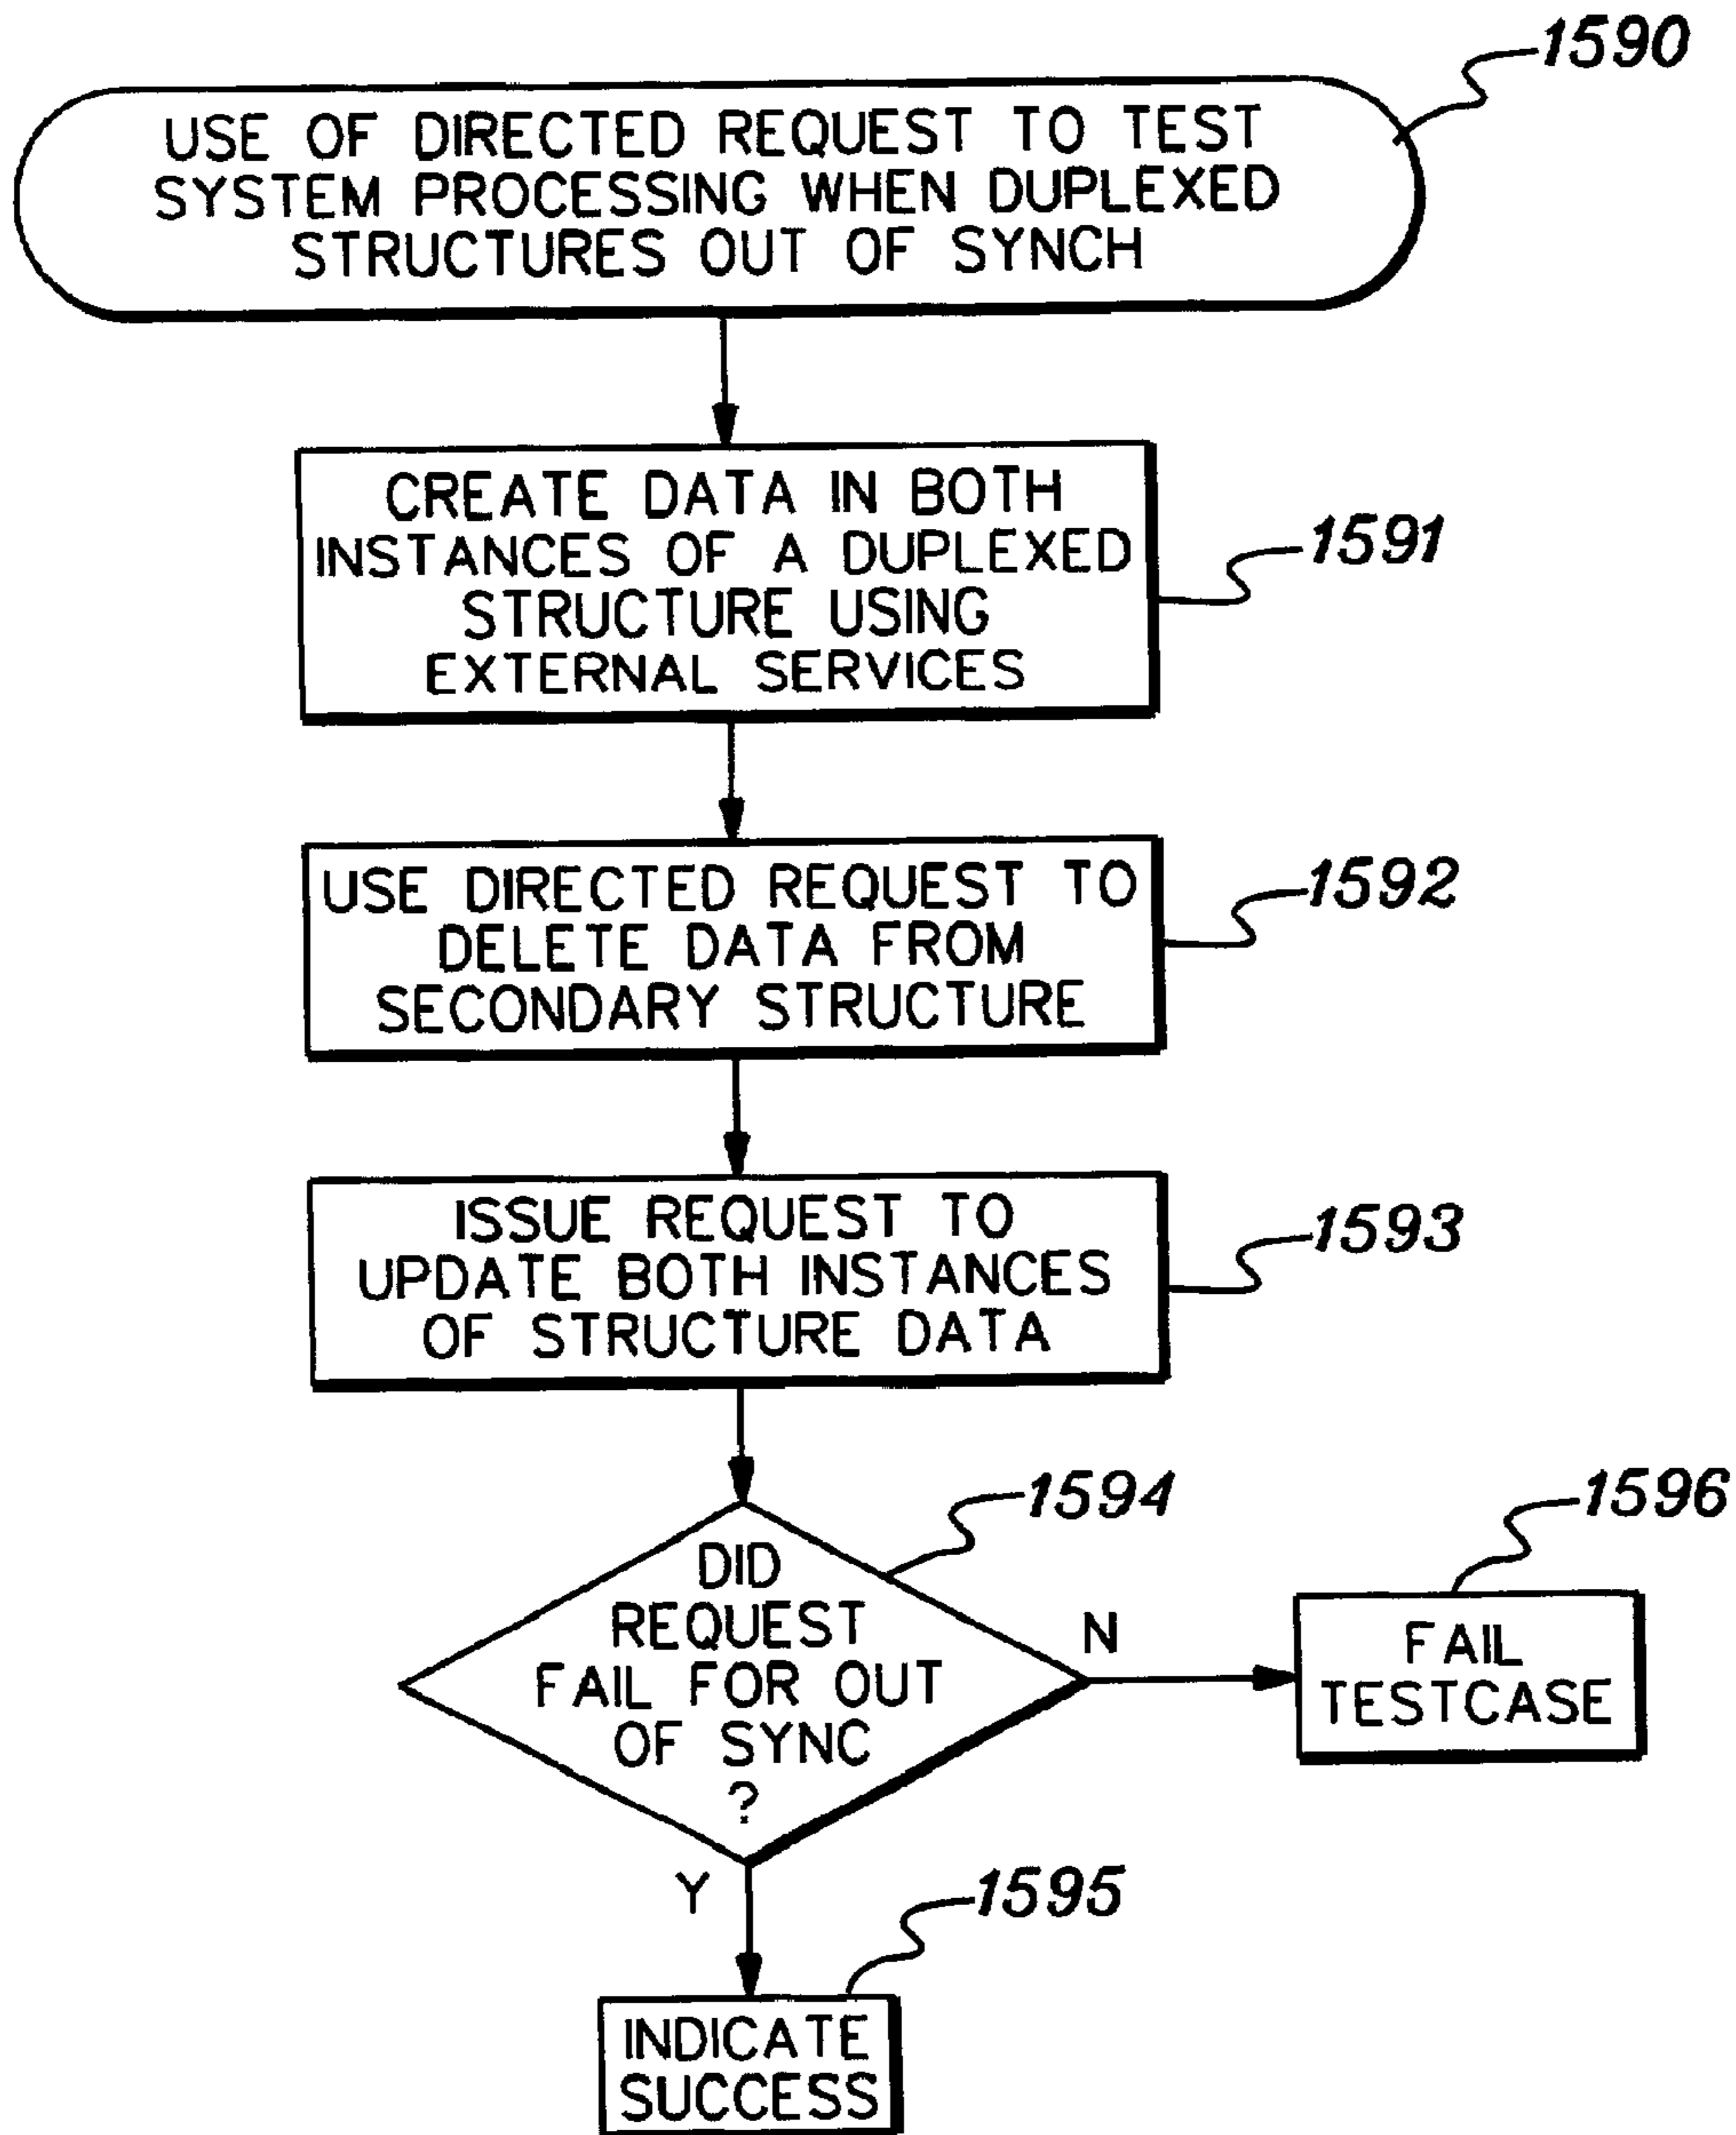 1590
USE OF DIRECTED REQUEST TO TEST
SYSTEM PROCESSING WHEN DUPLEXED
STRUCTURES OUT OF SYNCH
CREATE DATA IN BOTH
INSTANCES OF A DUPLEXED
STRUCTURE USING
EXTERNAL SERVICES
1591
USE DIRECTED REQUEST TO
DELETE DATA FROM
SECONDARY STRUCTURE
1592
ISSUE REQUEST TO
UPDATE BOTH INSTANCES
OF STRUCTURE DATA
1593
1594
DID
REQUEST
FAIL FOR OUT
OF SYNC
?
N
1596
FAIL
TESTCASE
Y
1595
INDICATE
SUCCESS